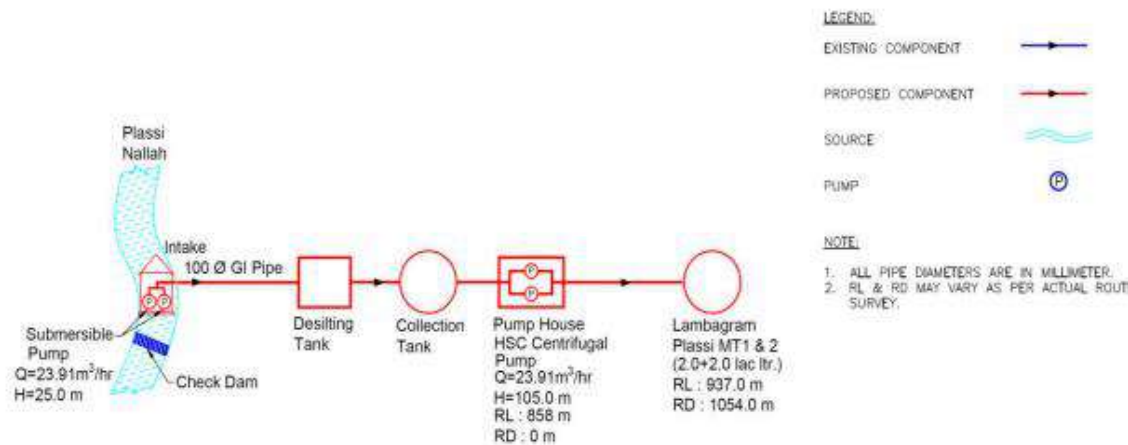 LEGEND:
EXISTING COMPONENT
PROPOSED COMPONENT
SOURCE
PUMP
P
NOTE:
1. ALL PIPE DIAMETERS ARE IN MILLIMETER.
2. RL & RD MAY VARY AS PER ACTUAL ROUT
SURVEY.
Plassi
Nallah
Intake
100 Ø GI Pipe
P P
P
P
Submersible
Pump
Q=23.91m³/hr
H=25.0 m
Check Dam
Desilting
Tank
Collection
Tank
Pump House
HSC Centrifugal
Pump
Q=23.91m³/hr
H=105.0 m
RL : 858 m
RD : 0 m
Lambagram
Plassi MT1 & 2
(2.0+2.0 lac ltr.)
RL : 937.0 m
RD : 1054.0 m